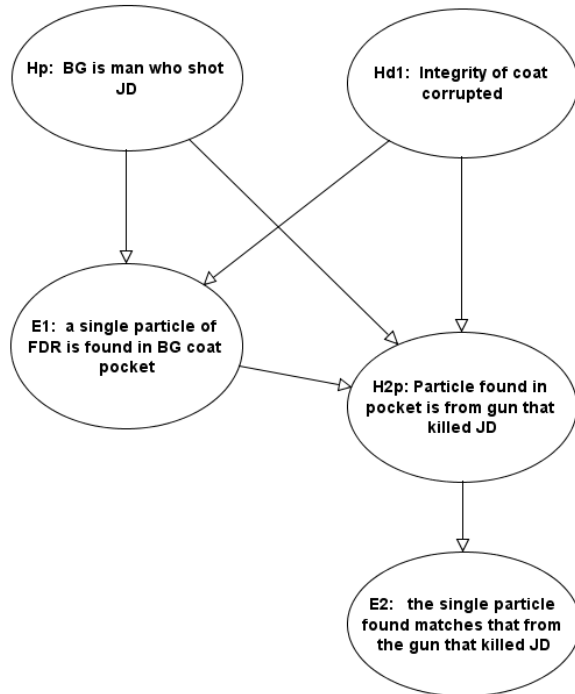 Hp:  BG is man who shot
JD
Hd1:  Integrity of coat
corrupted
E1:  a single particle of
FDR is found in BG coat
pocket
H2p: Particle found in
pocket is from gun that
killed JD
E2:   the single particle
found matches that from
the gun that killed JD